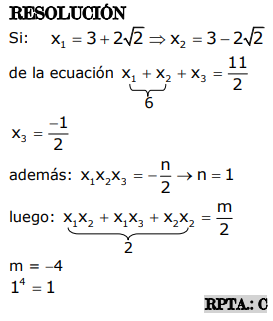 RESOLUCIÓN
Si: x₁ = 3 + 2√2 ⇒ x₂ = 3 − 2√2
de la ecuación x₁ + x₂ + x₃ = 11/2
6
x₃ = −1/2
además: x₁x₂x₃ = −n/2 → n = 1
luego: x₁x₂ + x₁x₃ + x₂x₂ = m/2
2
m = −4
1⁴ = 1
RPTA.: C